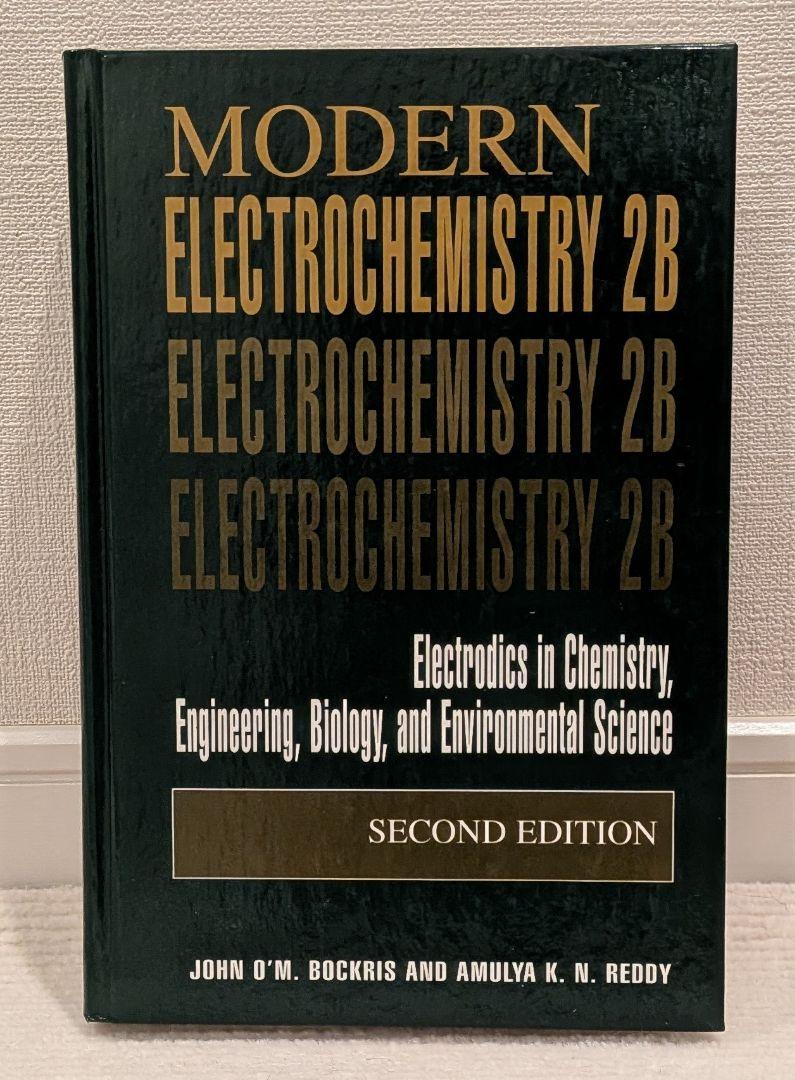 MODERN
ELECTROCHEMISTRY 2B
ELECTROCHEMISTRY 2B
ELECTROCHEMISTRY 2B
Electrodics in Chemistry,
Engineering, Biology, and Environmental Science
SECOND EDITION
JOHN O'M. BOCKRIS AND AMULYA K. N. REDDY